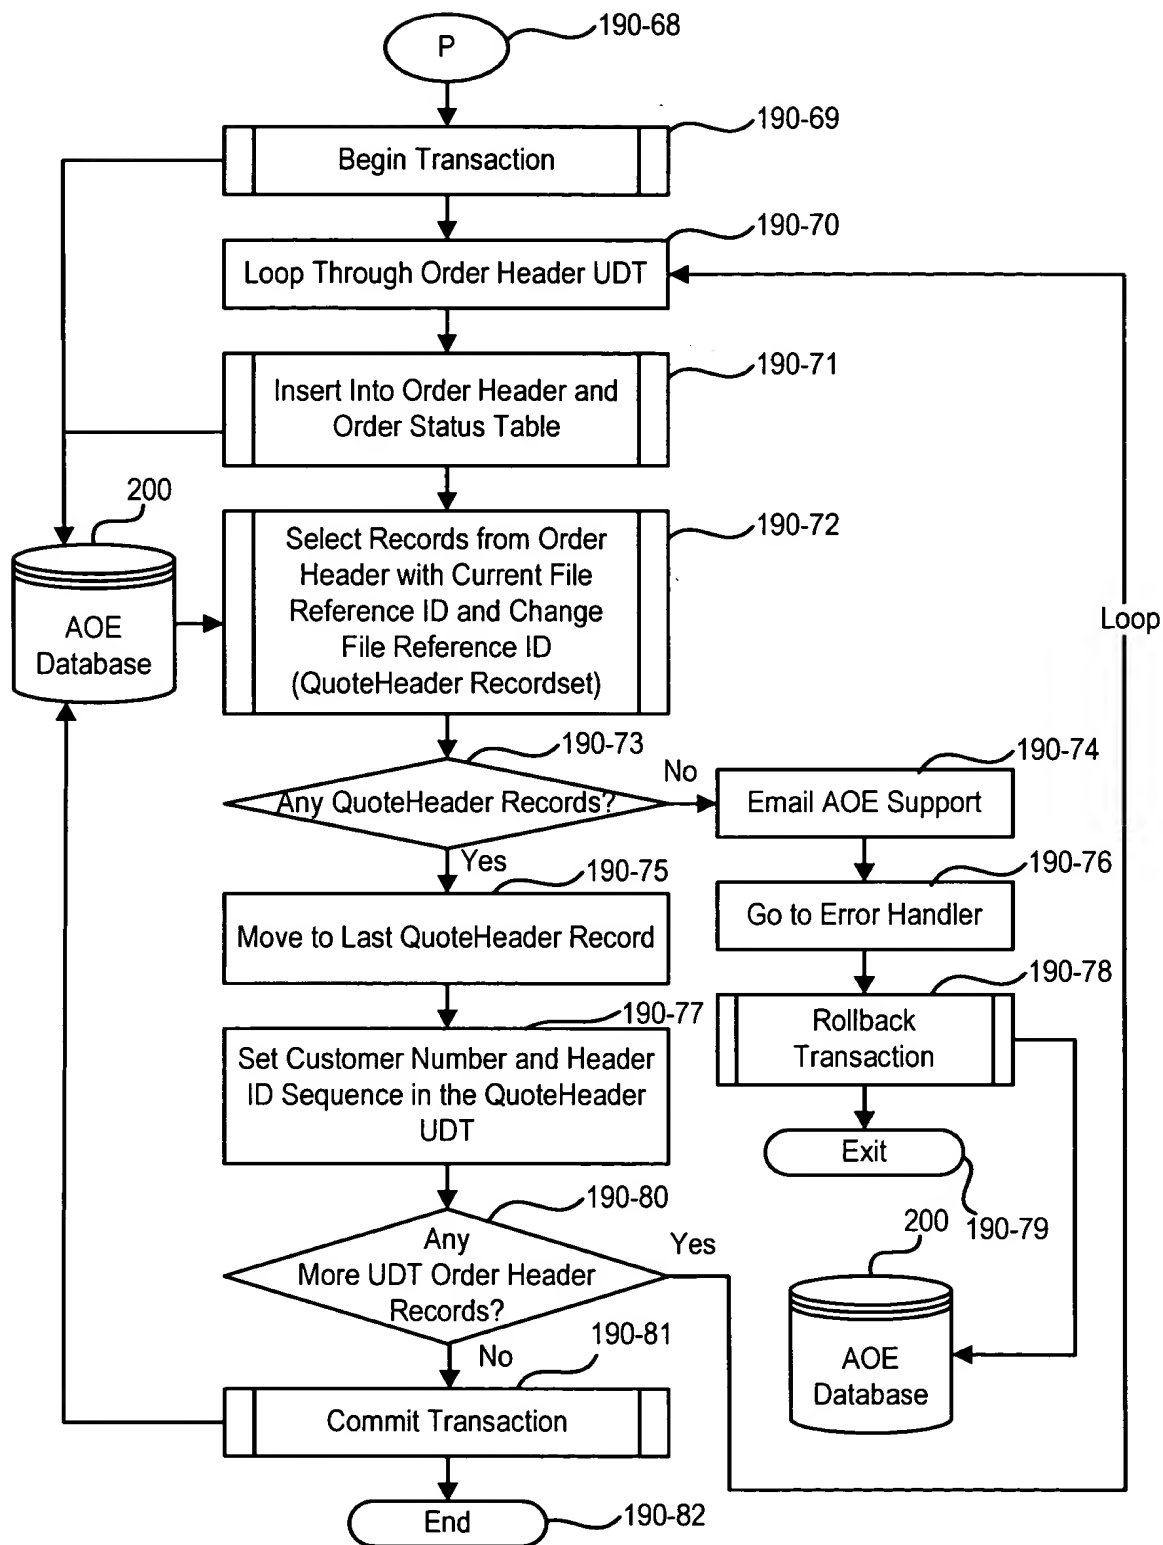 190-68
P
190-69
Begin Transaction
190-70
Loop Through Order Header UDT
190-71
Insert Into Order Header and
Order Status Table
200
AOE
Database
190-72
Select Records from Order
Header with Current File
Reference ID and Change
File Reference ID
(QuoteHeader Recordset)
Loop
190-73
Any QuoteHeader Records?
No
Yes
190-74
Email AOE Support
190-75
Move to Last QuoteHeader Record
190-76
Go to Error Handler
190-77
Set Customer Number and Header
ID Sequence in the QuoteHeader
UDT
190-78
Rollback
Transaction
Exit
190-79
190-80
Any
More UDT Order Header
Records?
Yes
No
200
AOE
Database
190-81
Commit Transaction
End
190-82